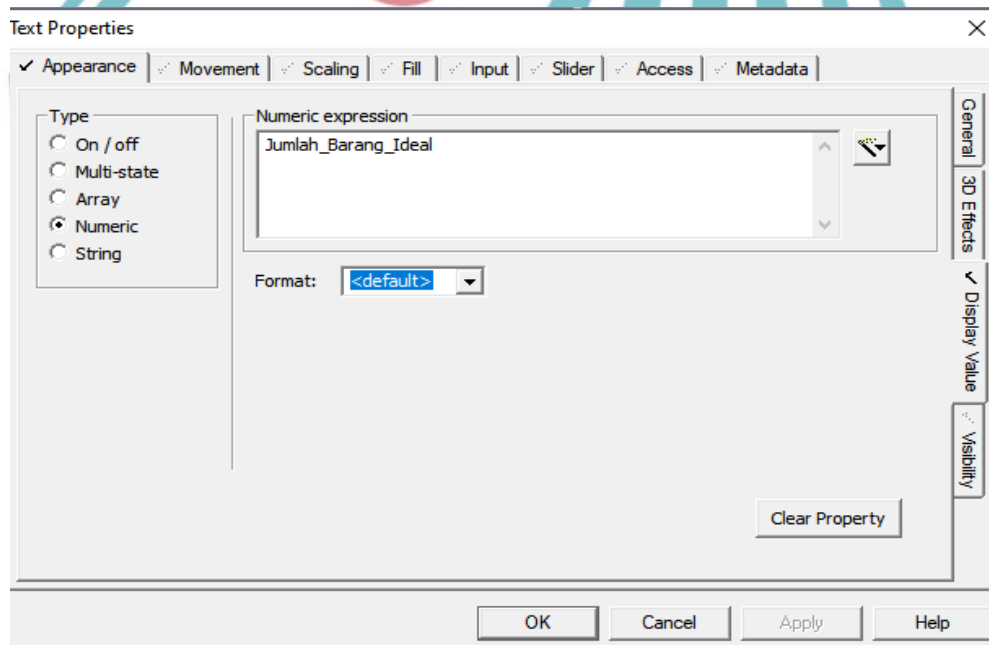 Text Properties
Appearance Movement Scaling Fill Input Slider Access Metadata
Type
On / off
Multi-state
Array
Numeric
String
Numeric expression
Jumlah_Barang_Ideal
Format: <default>
General
3D Effects
Display Value
Visibility
Clear Property
OK Cancel Apply Help